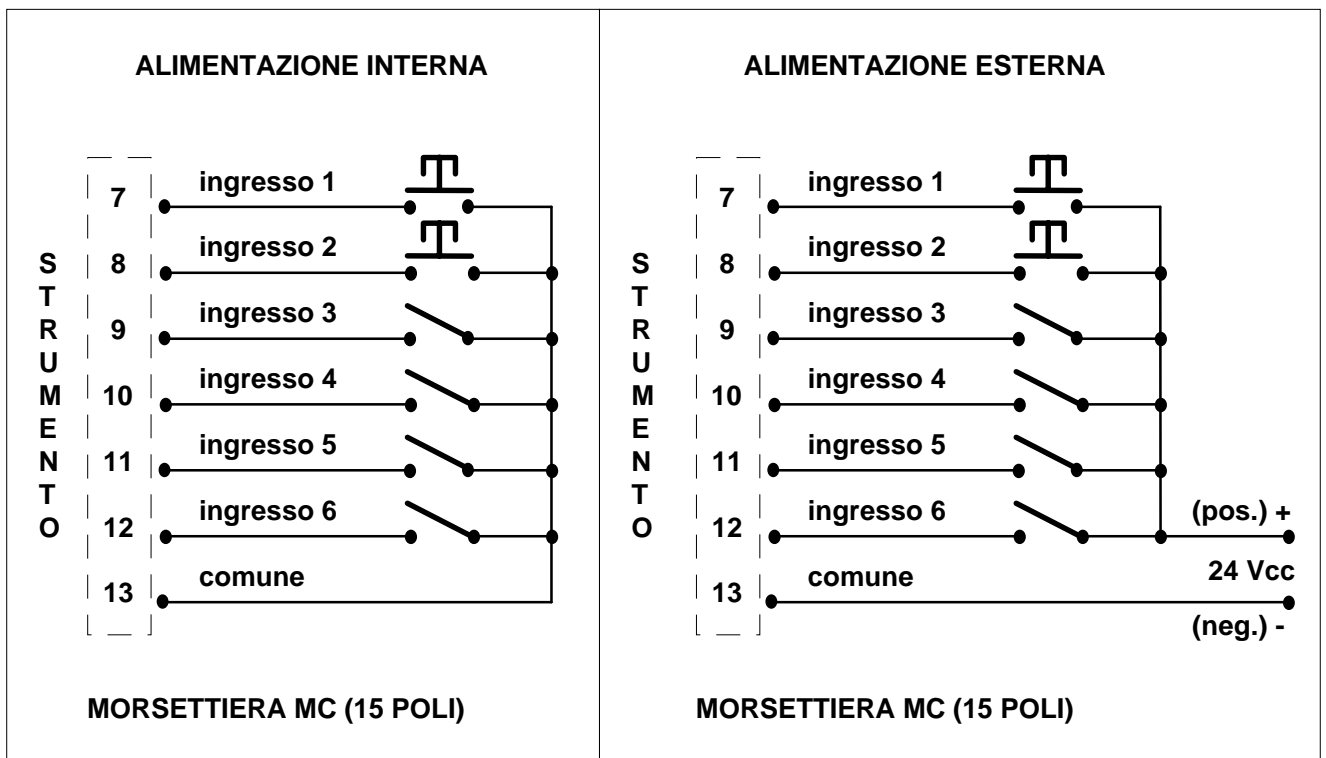 ALIMENTAZIONE INTERNA
STRUMENTO
7 ingresso 1
8 ingresso 2
9 ingresso 3
10 ingresso 4
11 ingresso 5
12 ingresso 6
13 comune
MORSETTIERA MC (15 POLI)
ALIMENTAZIONE ESTERNA
STRUMENTO
7 ingresso 1
8 ingresso 2
9 ingresso 3
10 ingresso 4
11 ingresso 5
12 ingresso 6
(pos.) +
24 Vcc
13 comune
(neg.) -
MORSETTIERA MC (15 POLI)